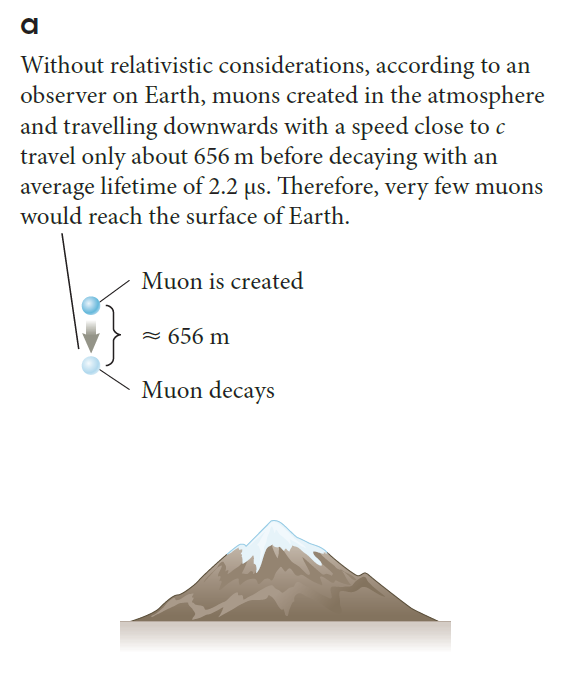 a
Without relativistic considerations, according to an
observer on Earth, muons created in the atmosphere
and travelling downwards with a speed close to c
travel only about 656 m before decaying with an
average lifetime of 2.2 μs. Therefore, very few muons
would reach the surface of Earth.
Muon is created
≈ 656 m
Muon decays